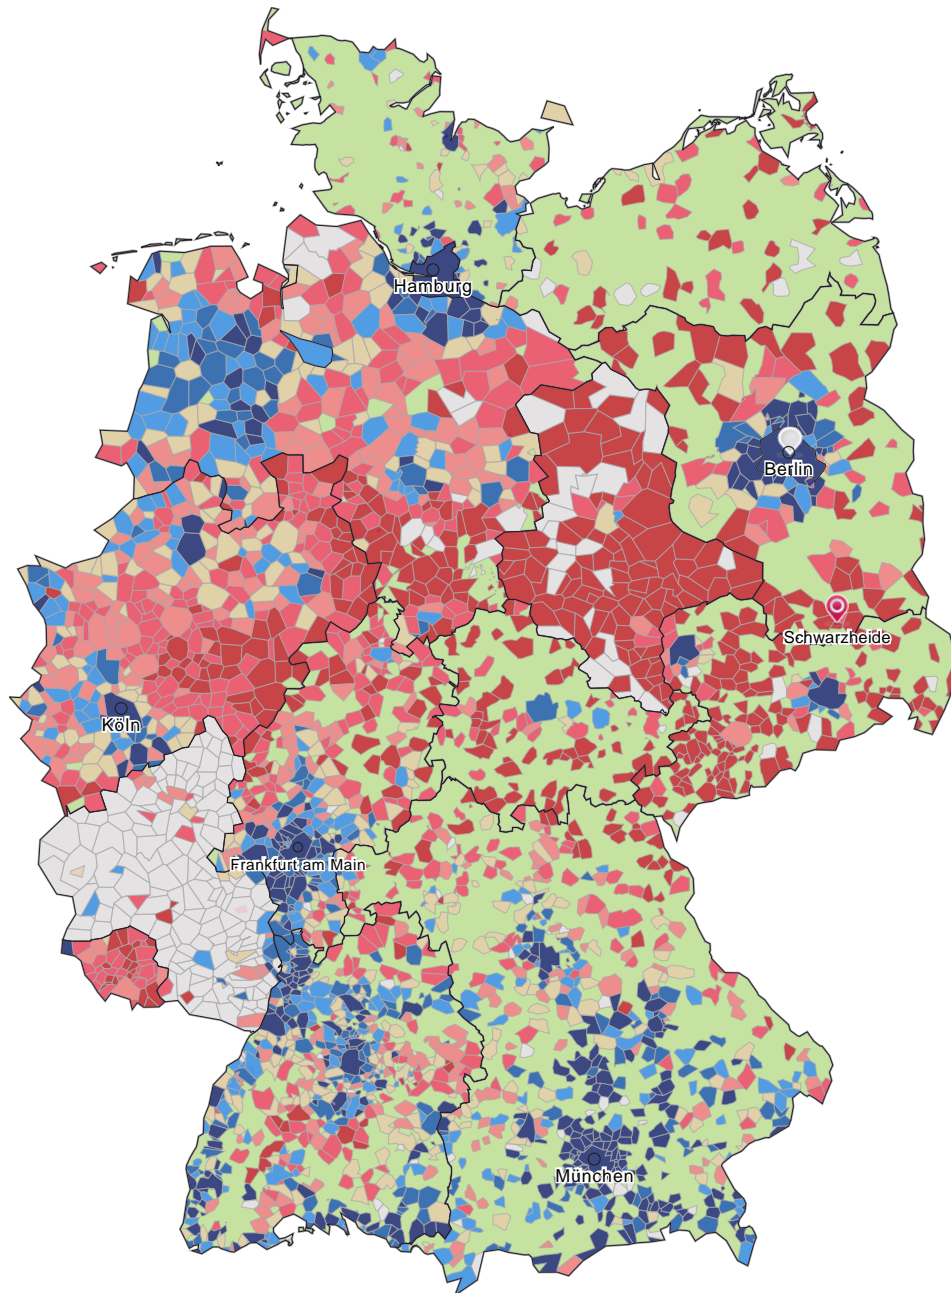 Hamburg
Berlin
Schwarzheide
Köln
Frankfurt am Main
München